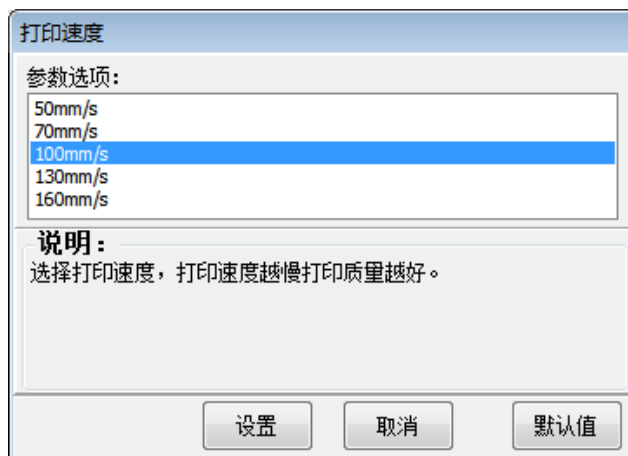 打印速度
参数选项：
50mm/s
70mm/s
100mm/s
130mm/s
160mm/s
说明：
选择打印速度，打印速度越慢打印质量越好。
设置 取消 默认值